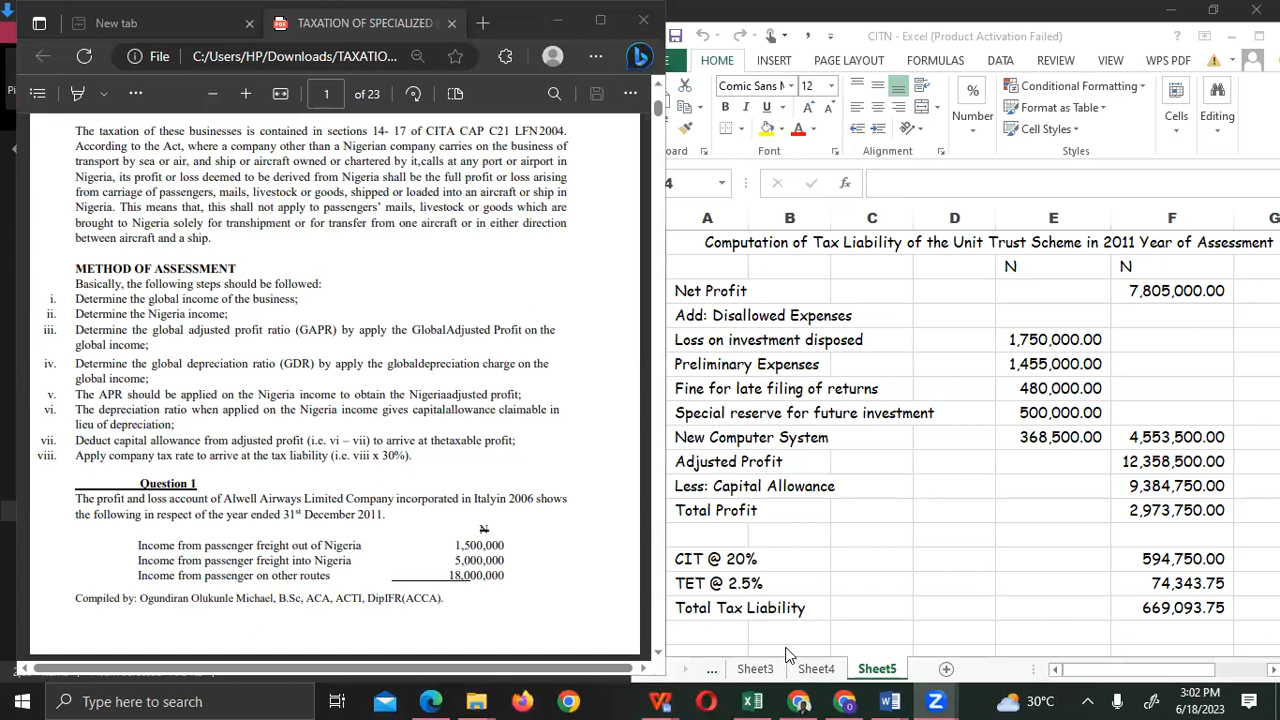 New tab
TAXATION OF SPECIALIZED
CITN - Excel (Product Activation Failed)
File
C:/Users/HP/Downloads/TAXATIO...
HOME
INSERT
PAGE LAYOUT
FORMULAS
DATA
REVIEW
VIEW
WPS PDF
1 of 23
Comic Sans M
12
Conditional Formatting
Format as Table
Cell Styles
Number
Cells
Editing
oard
Font
Alignment
Styles
4
The taxation of these businesses is contained in sections 14- 17 of CITA CAP C21 LFN2004.
According to the Act, where a company other than a Nigerian company carries on the business of
transport by sea or air, and ship or aircraft owned or chartered by it,calls at any port or airport in
Nigeria, its profit or loss deemed to be derived from Nigeria shall be the full profit or loss arising
from carriage of passengers, mails, livestock or goods, shipped or loaded into an aircraft or ship in
Nigeria. This means that, this shall not apply to passengers' mails, livestock or goods which are
brought to Nigeria solely for transhipment or for transfer from one aircraft or in either direction
between aircraft and a ship.
METHOD OF ASSESSMENT
Basically, the following steps should be followed:
i. Determine the global income of the business;
ii. Determine the Nigeria income;
iii. Determine the global adjusted profit ratio (GAPR) by apply the GlobalAdjusted Profit on the
global income;
iv. Determine the global depreciation ratio (GDR) by apply the globaldepreciation charge on the
global income;
v. The APR should be applied on the Nigeria income to obtain the Nigeriaadjusted profit;
vi. The depreciation ratio when applied on the Nigeria income gives capitalallowance claimable in
lieu of depreciation;
vii. Deduct capital allowance from adjusted profit (i.e. vi – vii) to arrive at thetaxable profit;
viii. Apply company tax rate to arrive at the tax liability (i.e. viii x 30%).
Question 1
The profit and loss account of Alwell Airways Limited Company incorporated in Italyin 2006 shows
the following in respect of the year ended 31st December 2011.
N
Income from passenger freight out of Nigeria 1,500,000
Income from passenger freight into Nigeria 5,000,000
Income from passenger on other routes 18,000,000
Compiled by: Ogundiran Olukunle Michael, B.Sc, ACA, ACTI, DipIFR(ACCA).
A B C D E F G
Computation of Tax Liability of the Unit Trust Scheme in 2011 Year of Assessment
N N
Net Profit 7,805,000.00
Add: Disallowed Expenses
Loss on investment disposed 1,750,000.00
Preliminary Expenses 1,455,000.00
Fine for late filing of returns 480,000.00
Special reserve for future investment 500,000.00
New Computer System 368,500.00 4,553,500.00
Adjusted Profit 12,358,500.00
Less: Capital Allowance 9,384,750.00
Total Profit 2,973,750.00
CIT @ 20% 594,750.00
TET @ 2.5% 74,343.75
Total Tax Liability 669,093.75
... Sheet3 Sheet4 Sheet5
Type here to search
30°C
3:02 PM
6/18/2023